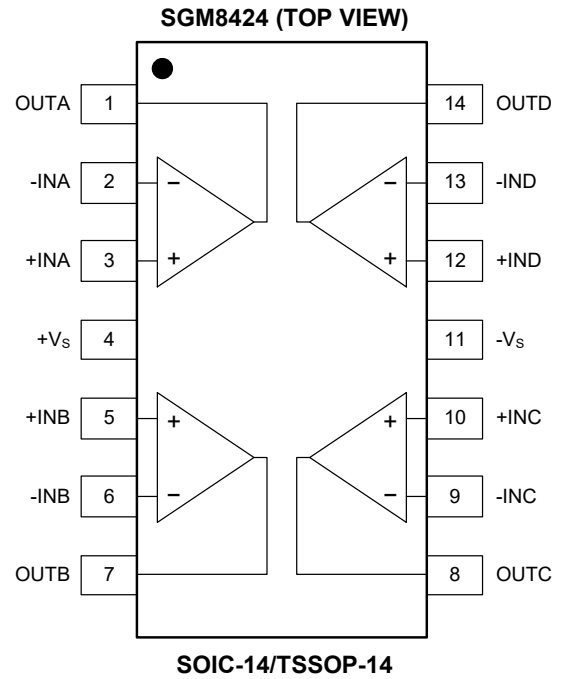 SGM8424 (TOP VIEW)
OUTA 1 14 OUTD
-INA 2 − − 13 -IND
+INA 3 + + 12 +IND
+VS 4 11 -VS
+INB 5 + + 10 +INC
-INB 6 − − 9 -INC
OUTB 7 8 OUTC
SOIC-14/TSSOP-14